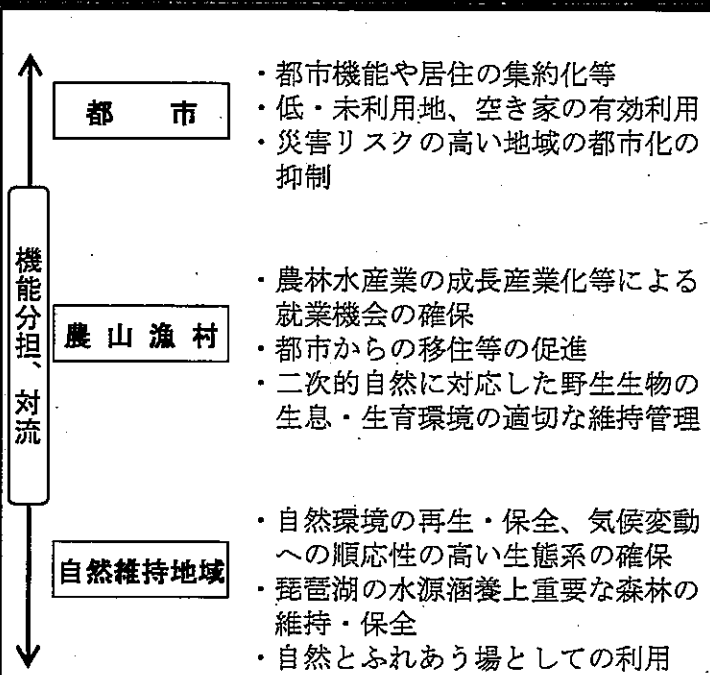 都市
・都市機能や居住の集約化等
・低・未利用地、空き家の有効利用
・災害リスクの高い地域の都市化の
抑制
機能分担、対流
農山漁村
・農林水産業の成長産業化等による
就業機会の確保
・都市からの移住等の促進
・二次的自然に対応した野生生物の
生息・生育環境の適切な維持管理
自然維持地域
・自然環境の再生・保全、気候変動
への順応性の高い生態系の確保
・琵琶湖の水源涵養上重要な森林の
維持・保全
・自然とふれあう場としての利用